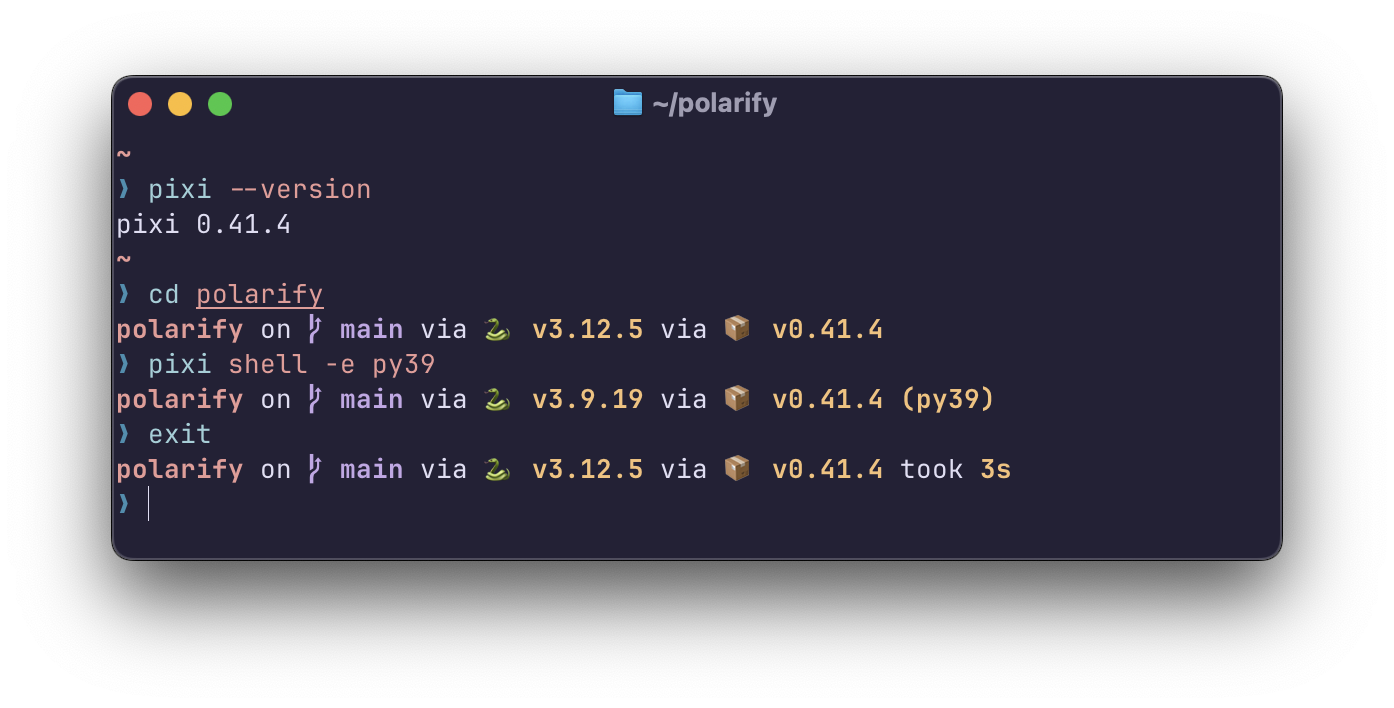 ~/polarify
~
❯ pixi --version
pixi 0.41.4
~
❯ cd polarify
polarify on main via 🐍 v3.12.5 via 📦 v0.41.4
❯ pixi shell -e py39
polarify on main via 🐍 v3.9.19 via 📦 v0.41.4 (py39)
❯ exit
polarify on main via 🐍 v3.12.5 via 📦 v0.41.4 took 3s
❯